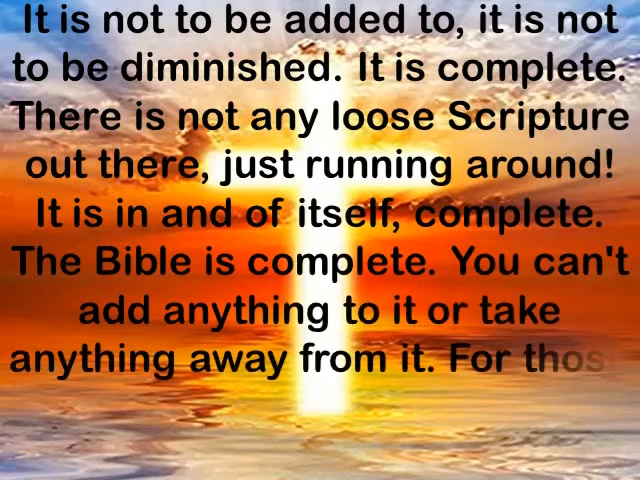 It is not to be added to, it is not
to be diminished. It is complete.
There is not any loose Scripture
out there, just running around!
It is in and of itself, complete.
The Bible is complete. You can't
add anything to it or take
anything away from it. For thos